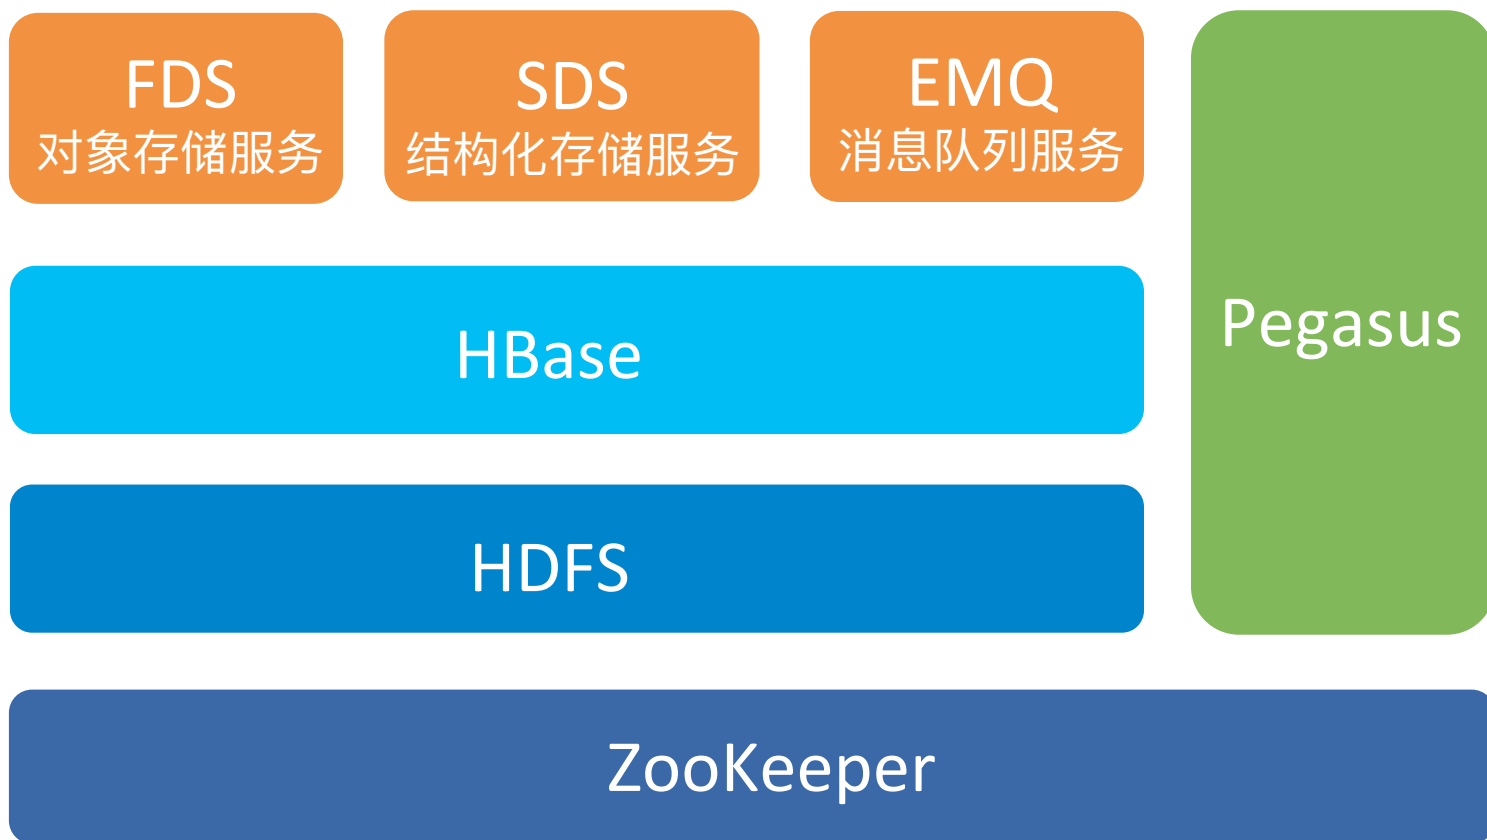 FDS
对象存储服务
SDS
结构化存储服务
EMQ
消息队列服务
Pegasus
HBase
HDFS
ZooKeeper